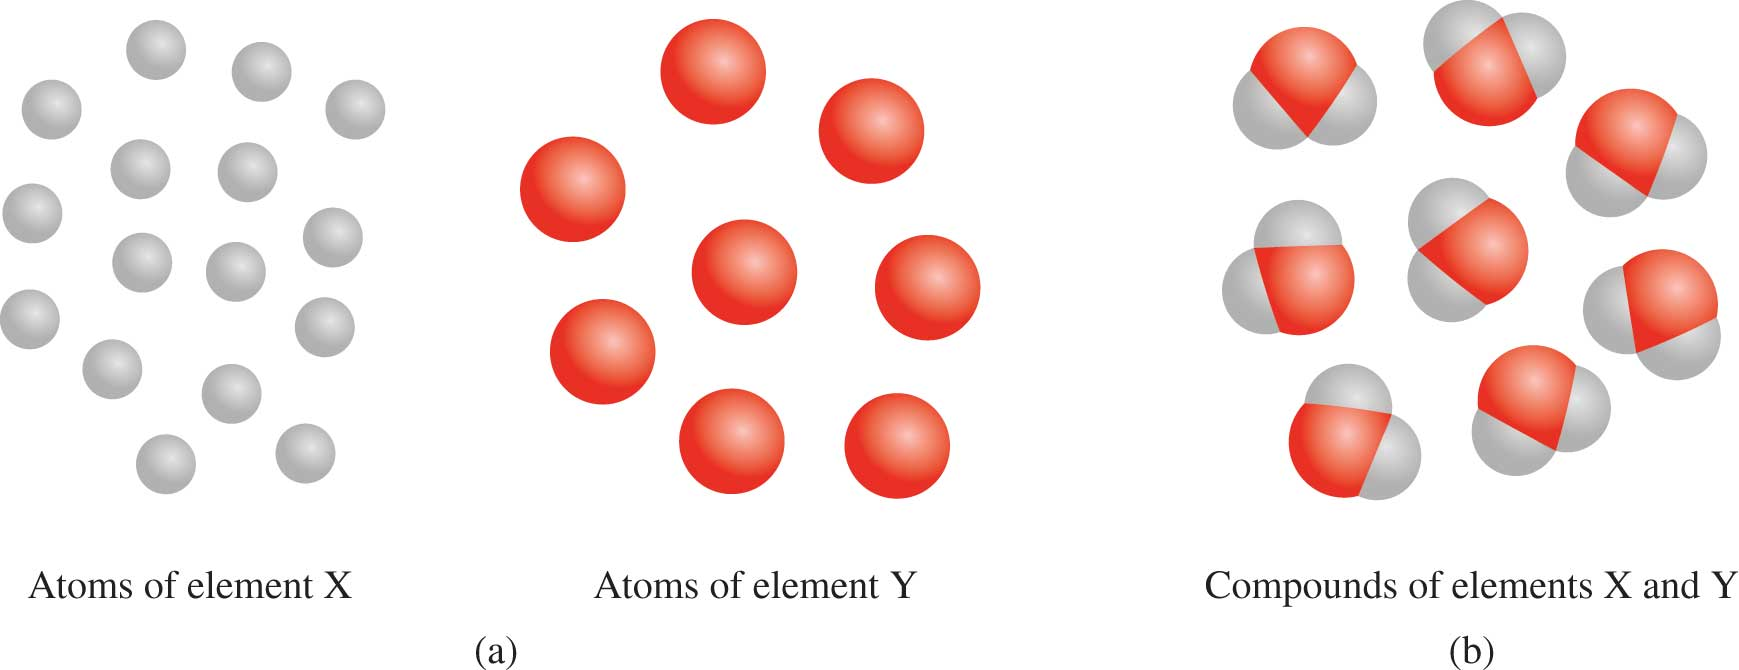 Atoms of element X
Atoms of element Y
Compounds of elements X and Y
(a)
(b)